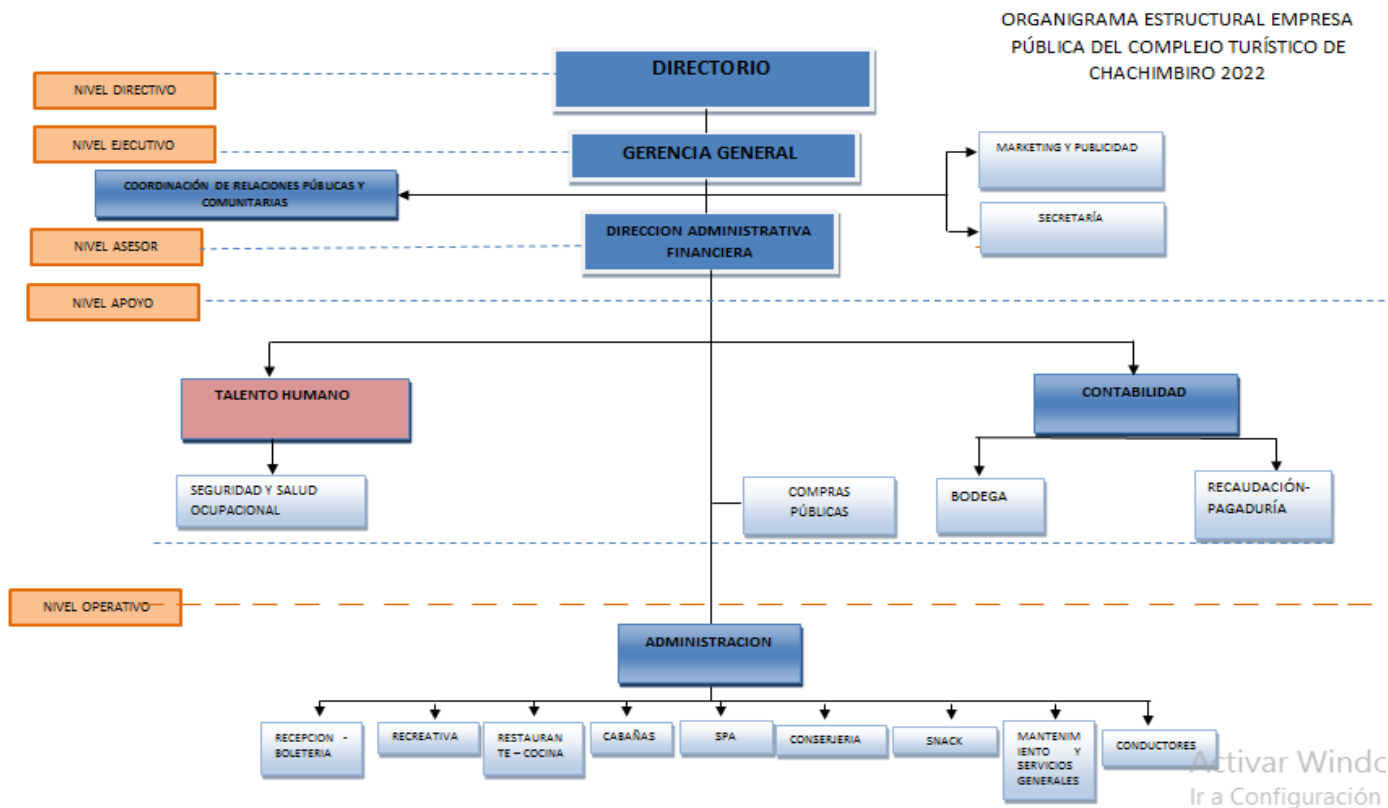 ORGANIGRAMA ESTRUCTURAL EMPRESA
PÚBLICA DEL COMPLEJO TURÍSTICO DE
CHACHIMBIRO 2022
DIRECTORIO
NIVEL DIRECTIVO
NIVEL EJECUTIVO
GERENCIA GENERAL
MARKETING Y PUBLICIDAD
COORDINACIÓN DE RELACIONES PÚBLICAS Y
COMUNITARIAS
SECRETARÍA
NIVEL ASESOR
DIRECCION ADMINISTRATIVA
FINANCIERA
NIVEL APOYO
TALENTO HUMANO
CONTABILIDAD
SEGURIDAD Y SALUD
OCUPACIONAL
COMPRAS
PÚBLICAS
BODEGA
RECAUDACIÓN-
PAGADURÍA
NIVEL OPERATIVO
ADMINISTRACION
RECEPCION -
BOLETERIA
RECREATIVA
RESTAURAN
TE – COCINA
CABAÑAS
SPA
CONSERJERIA
SNACK
MANTENIM
IENTO Y
SERVICIOS
GENERALES
CONDUCTORES
Activar Windo
Ir a Configuración